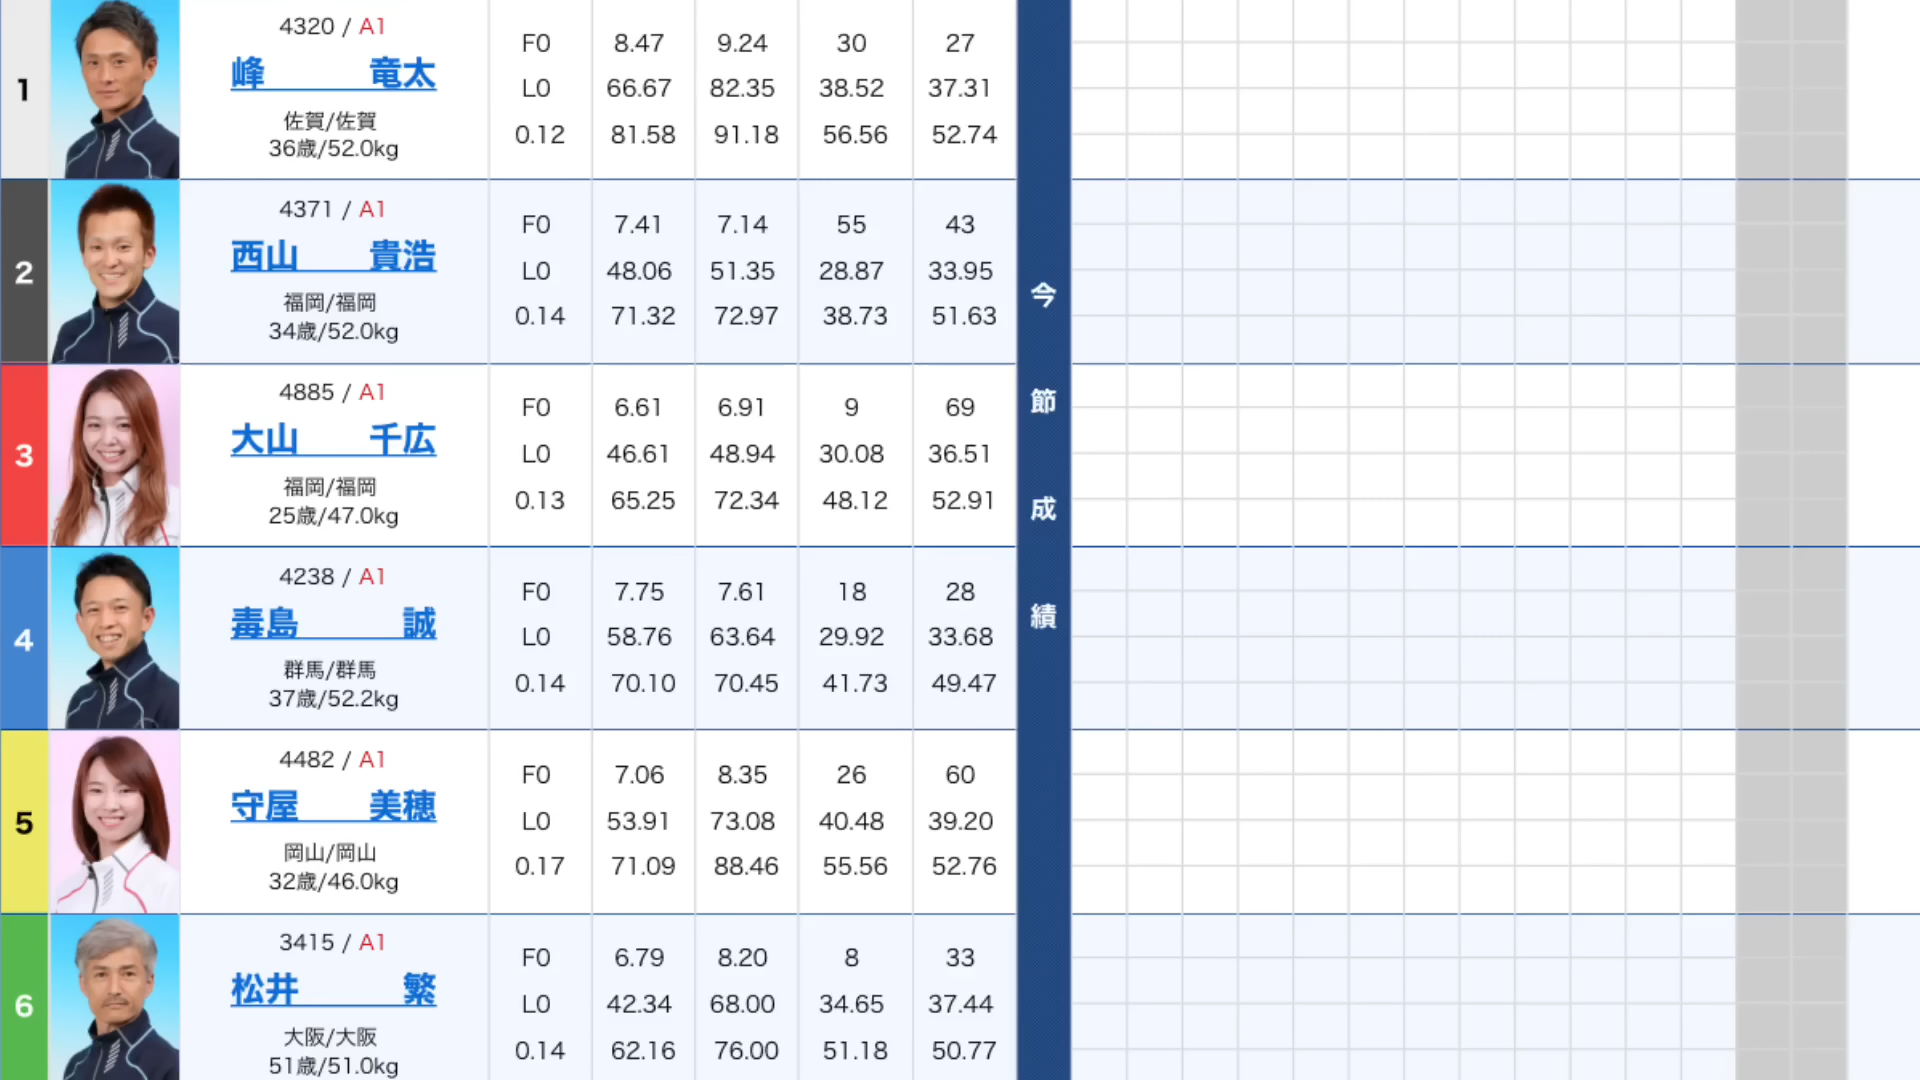 1
4320 / A1
峰 竜太
佐賀/佐賀
36歳/52.0kg
F0 8.47 9.24 30 27
L0 66.67 82.35 38.52 37.31
0.12 81.58 91.18 56.56 52.74
2
4371 / A1
西山 貴浩
福岡/福岡
34歳/52.0kg
F0 7.41 7.14 55 43
L0 48.06 51.35 28.87 33.95
0.14 71.32 72.97 38.73 51.63
3
4885 / A1
大山 千広
福岡/福岡
25歳/47.0kg
F0 6.61 6.91 9 69
L0 46.61 48.94 30.08 36.51
0.13 65.25 72.34 48.12 52.91
4
4238 / A1
毒島 誠
群馬/群馬
37歳/52.2kg
F0 7.75 7.61 18 28
L0 58.76 63.64 29.92 33.68
0.14 70.10 70.45 41.73 49.47
5
4482 / A1
守屋 美穂
岡山/岡山
32歳/46.0kg
F0 7.06 8.35 26 60
L0 53.91 73.08 40.48 39.20
0.17 71.09 88.46 55.56 52.76
6
3415 / A1
松井 繁
大阪/大阪
51歳/51.0kg
F0 6.79 8.20 8 33
L0 42.34 68.00 34.65 37.44
0.14 62.16 76.00 51.18 50.77
今節成績